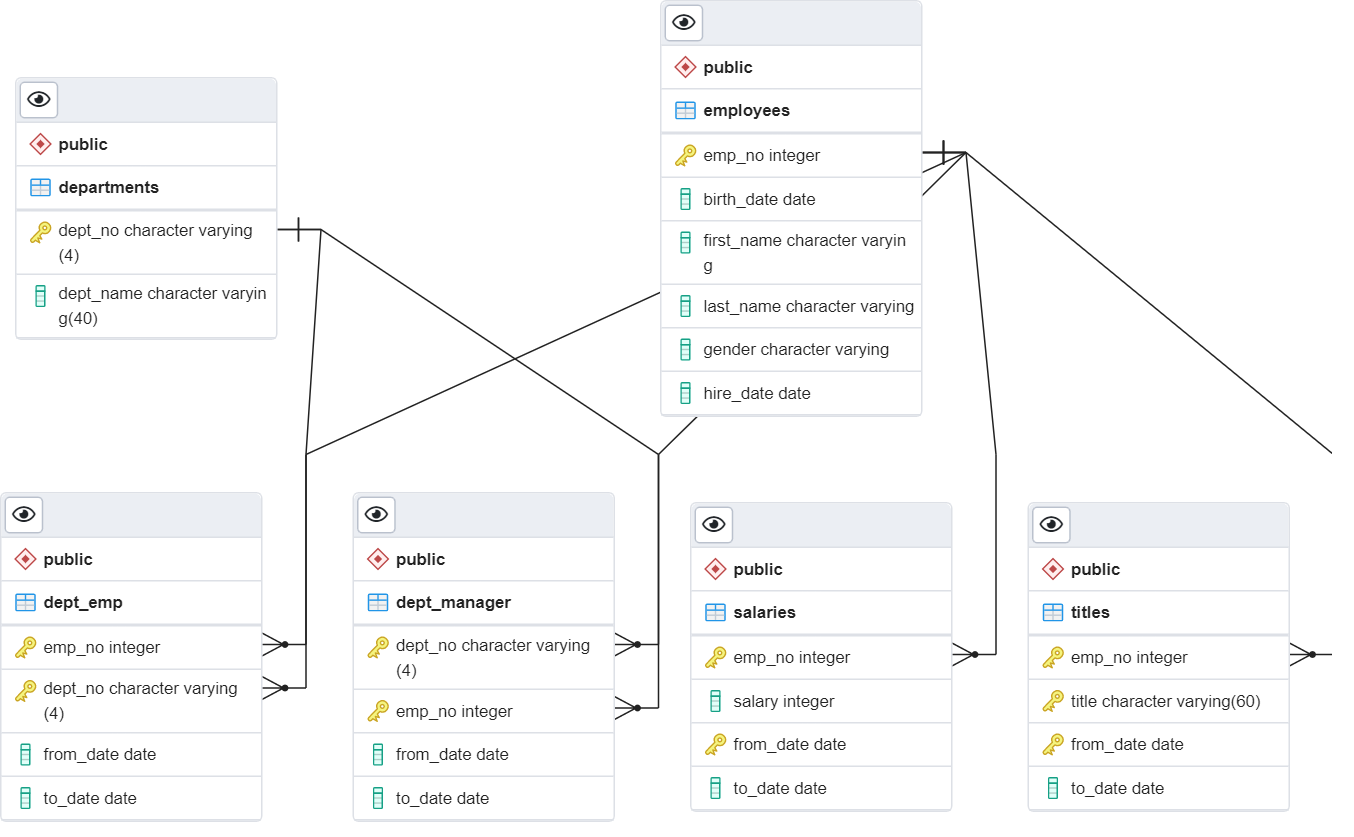 public
employees
emp_no integer
birth_date date
first_name character varyin
g
last_name character varying
gender character varying
hire_date date
public
departments
dept_no character varying
(4)
dept_name character varyin
g(40)
public
dept_emp
emp_no integer
dept_no character varying
(4)
from_date date
to_date date
public
dept_manager
dept_no character varying
(4)
emp_no integer
from_date date
to_date date
public
salaries
emp_no integer
salary integer
from_date date
to_date date
public
titles
emp_no integer
title character varying(60)
from_date date
to_date date